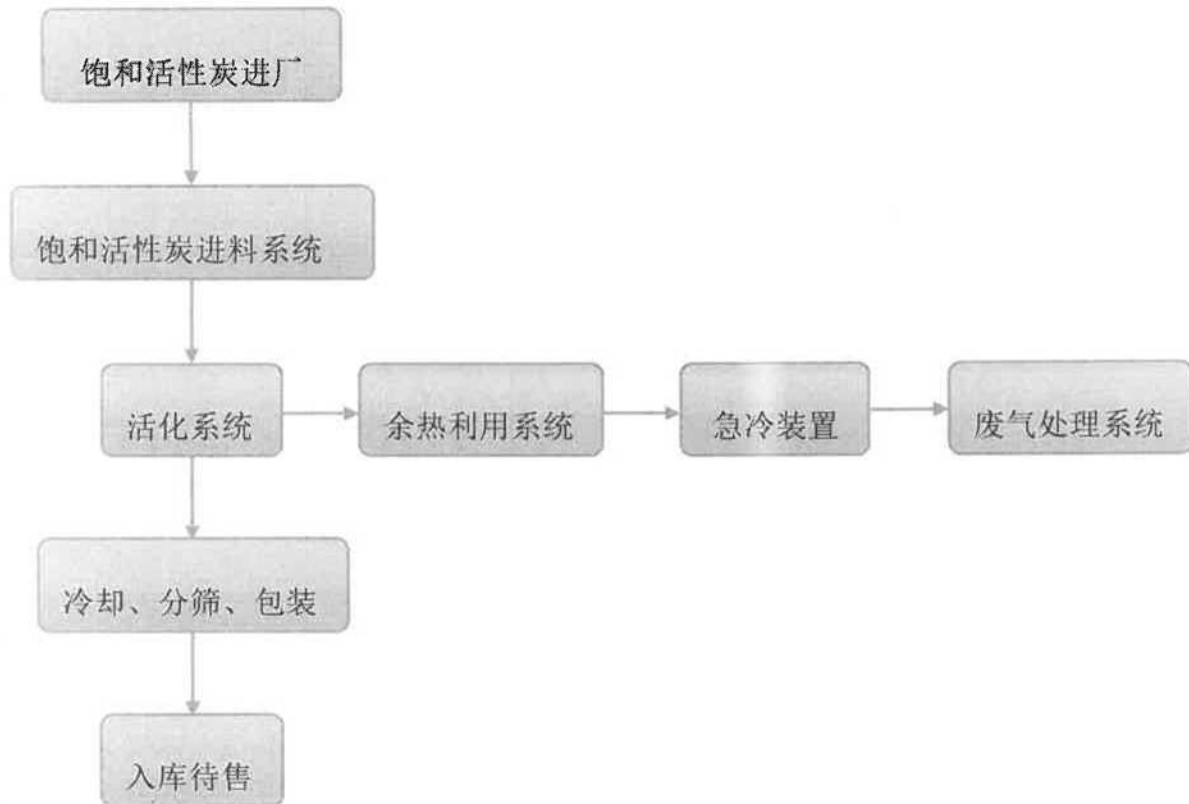 饱和活性炭进厂
饱和活性炭进料系统
活化系统
余热利用系统
急冷装置
废气处理系统
冷却、分筛、包装
入库待售